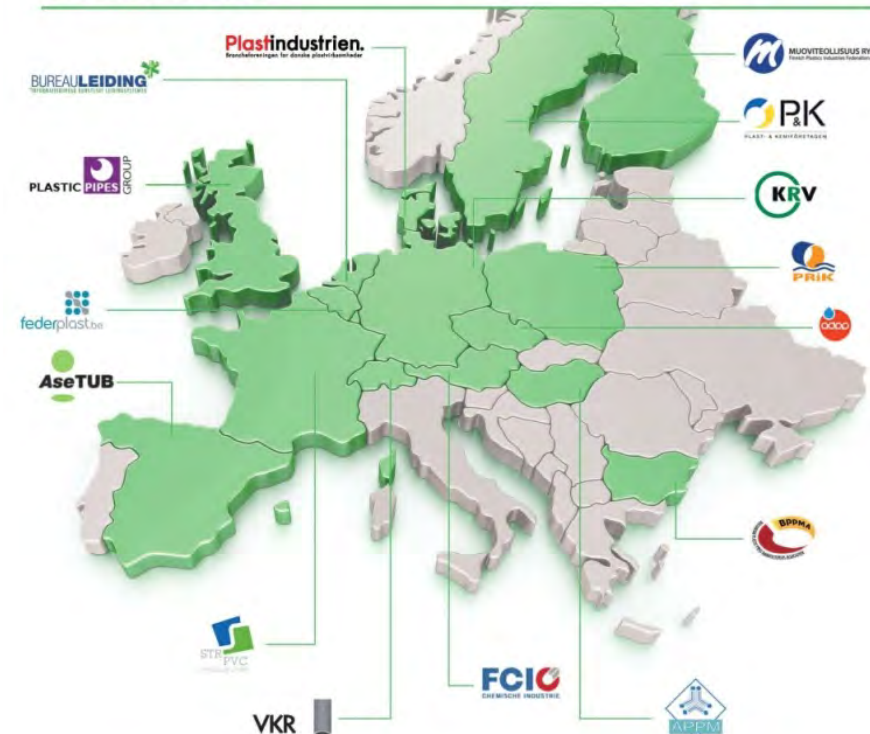 Plastindustrien.
Brancheforeningen for danske plastvirksomheder
MUOVITEOLLISUUS RY
Finnish Plastics Industries Federation
BUREAULEIDING
P&K
PLAST- & KEMIFÖRETAGEN
PLASTIC PIPES GROUP
KRV
PRiK
federplast.be
AseTUB
BPPMA
STR
PVC
FCIO
CHEMISCHE INDUSTRIE
VKR
APPM